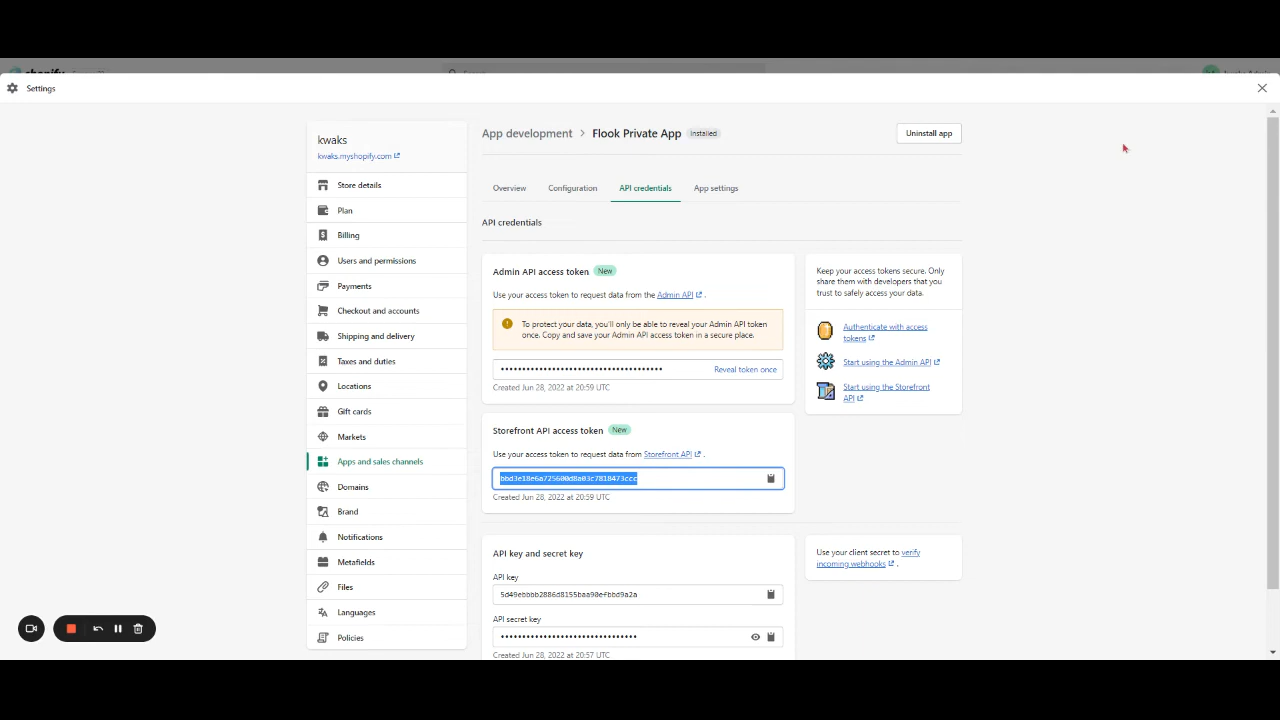 Settings
kwaks
kwaks.myshopify.com
Store details
Plan
Billing
Users and permissions
Payments
Checkout and accounts
Shipping and delivery
Taxes and duties
Locations
Gift cards
Markets
Apps and sales channels
Domains
Brand
Notifications
Metafields
Files
Languages
Policies
App development > Flook Private App Installed
Uninstall app
Overview Configuration API credentials App settings
API credentials
Admin API access token New
Use your access token to request data from the Admin API .
To protect your data, you'll only be able to reveal your Admin API token
once. Copy and save your Admin API access token in a secure place.
••••••••••••••••••••••••••••••••••••••
Reveal token once
Created Jun 28, 2022 at 20:59 UTC
Storefront API access token New
Use your access token to request data from Storefront API .
bbd3e18e6a725600d8a03c7818473ccc
Created Jun 28, 2022 at 20:59 UTC
API key and secret key
API key
5d49ebbbb2886d8155baa90efbbd9a2a
API secret key
••••••••••••••••••••••••••••••••
Created Jun 28, 2022 at 20:57 UTC
Keep your access tokens secure. Only
share them with developers that you
trust to safely access your data.
Authenticate with access
tokens
Start using the Admin API
Start using the Storefront
API
Use your client secret to verify
incoming webhooks .